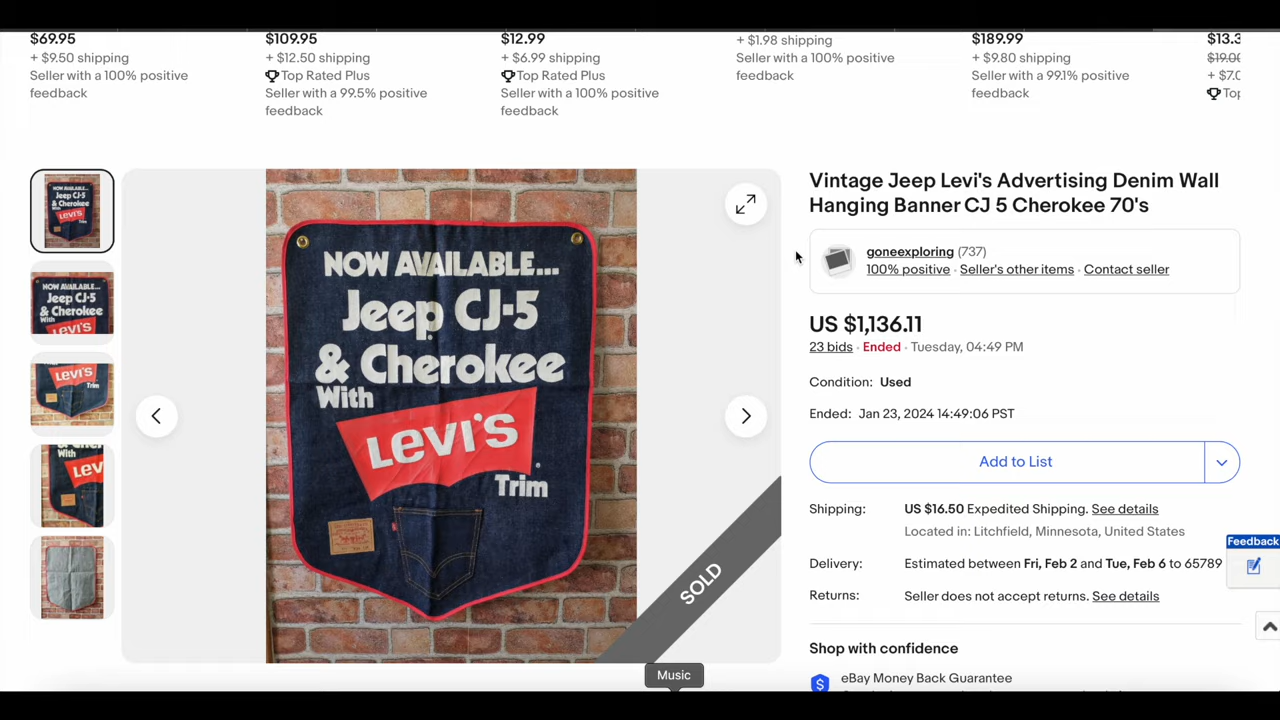 $69.95
+ $9.50 shipping
Seller with a 100% positive
feedback
$109.95
+ $12.50 shipping
Top Rated Plus
Seller with a 99.5% positive
feedback
$12.99
+ $6.99 shipping
Top Rated Plus
Seller with a 100% positive
feedback
+ $1.98 shipping
Seller with a 100% positive
feedback
$189.99
+ $9.80 shipping
Seller with a 99.1% positive
feedback
$13.3
$19.00
+ $7.0
Top
NOW AVAILABLE...
Jeep CJ-5
& Cherokee
With
LEVI'S
Trim
SOLD
Vintage Jeep Levi's Advertising Denim Wall
Hanging Banner CJ 5 Cherokee 70's
goneexploring (737)
100% positive · Seller's other items · Contact seller
US $1,136.11
23 bids · Ended · Tuesday, 04:49 PM
Condition: Used
Ended: Jan 23, 2024 14:49:06 PST
Add to List
Shipping: US $16.50 Expedited Shipping. See details
Located in: Litchfield, Minnesota, United States
Delivery: Estimated between Fri, Feb 2 and Tue, Feb 6 to 65789
Returns: Seller does not accept returns. See details
Shop with confidence
eBay Money Back Guarantee
Feedback
Music